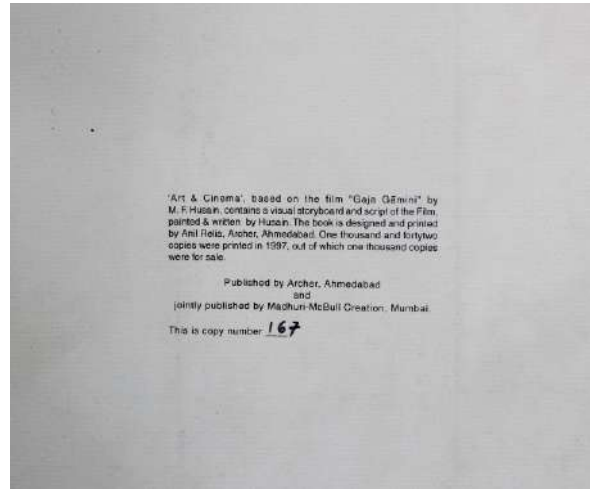 'Art & Cinema', based on the film "Gaja Gämini" by
M. F. Husain, contains a visual storyboard and script of the Film,
painted & written by Husain. The book is designed and printed
by Anil Relia, Archer, Ahmedabad. One thousand and fortytwo
copies were printed in 1997, out of which one thousand copies
were for sale.
Published by Archer, Ahmedabad
and
jointly published by Madhuri-McBull Creation, Mumbai.
This is copy number 167